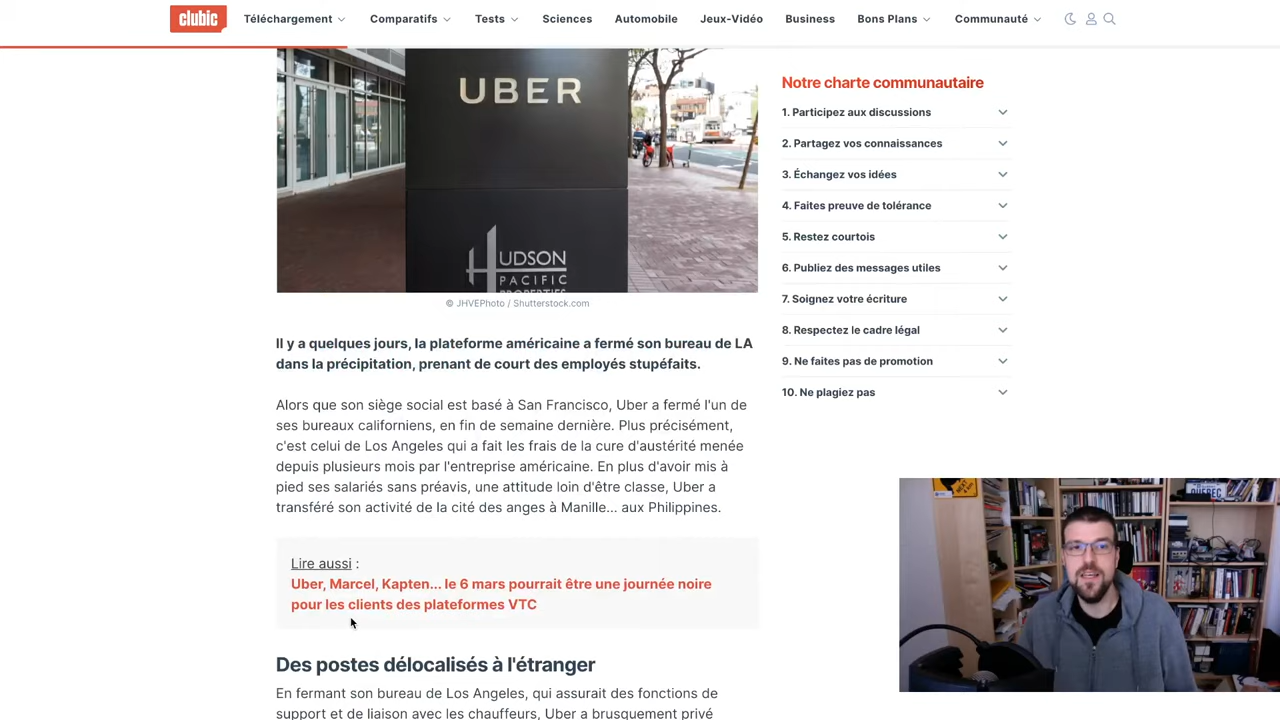 clubic
Téléchargement
Comparatifs
Tests
Sciences
Automobile
Jeux-Vidéo
Business
Bons Plans
Communauté
UBER
HUDSON
PACIFIC
PROPERTIES
© JHVEPhoto / Shutterstock.com
Il y a quelques jours, la plateforme américaine a fermé son bureau de LA
dans la précipitation, prenant de court des employés stupéfaits.
Alors que son siège social est basé à San Francisco, Uber a fermé l'un de
ses bureaux californiens, en fin de semaine dernière. Plus précisément,
c'est celui de Los Angeles qui a fait les frais de la cure d'austérité menée
depuis plusieurs mois par l'entreprise américaine. En plus d'avoir mis à
pied ses salariés sans préavis, une attitude loin d'être classe, Uber a
transféré son activité de la cité des anges à Manille... aux Philippines.
Lire aussi :
Uber, Marcel, Kapten... le 6 mars pourrait être une journée noire
pour les clients des plateformes VTC
Des postes délocalisés à l'étranger
En fermant son bureau de Los Angeles, qui assurait des fonctions de
support et de liaison avec les chauffeurs, Uber a brusquement privé
Notre charte communautaire
1. Participez aux discussions
2. Partagez vos connaissances
3. Échangez vos idées
4. Faites preuve de tolérance
5. Restez courtois
6. Publiez des messages utiles
7. Soignez votre écriture
8. Respectez le cadre légal
9. Ne faites pas de promotion
10. Ne plagiez pas
QUÉBEC